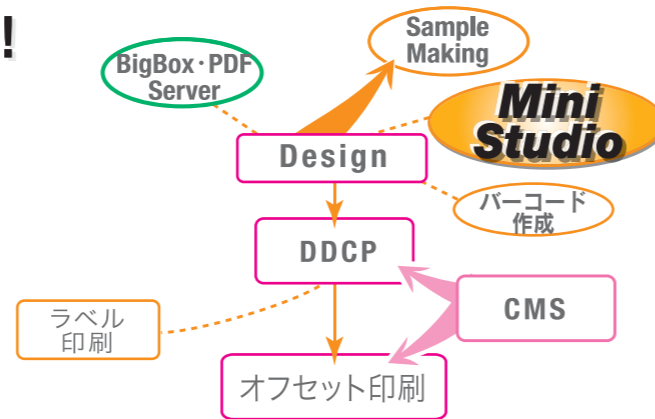 !
Sample
Making
BigBox・PDF
Server
Mini
Studio
Design
バーコード
作成
DDCP
CMS
ラベル
印刷
オフセット印刷